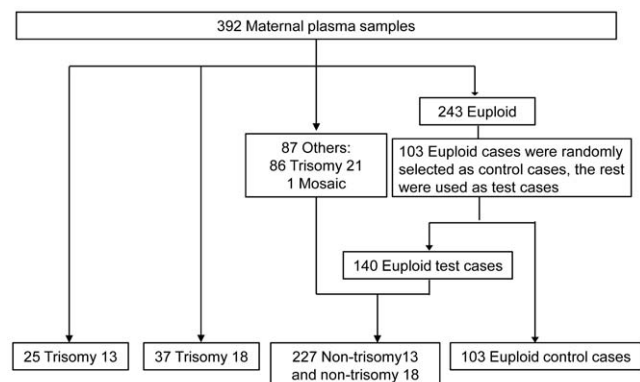 392 Maternal plasma samples
243 Euploid
87 Others:
86 Trisomy 21
1 Mosaic
103 Euploid cases were randomly
selected as control cases, the rest
were used as test cases
140 Euploid test cases
25 Trisomy 13
37 Trisomy 18
227 Non-trisomy13
and non-trisomy 18
103 Euploid control cases